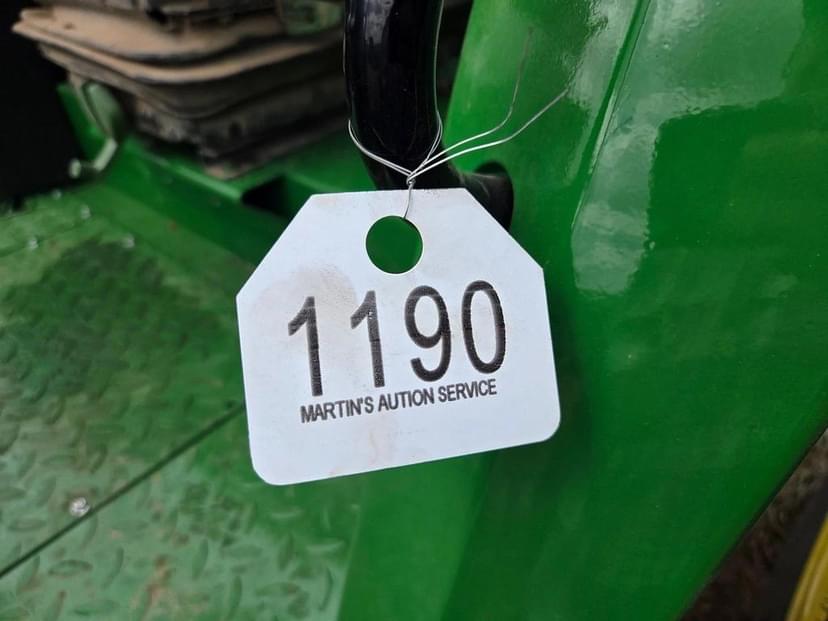 1190
MARTIN'S AUTION SERVICE